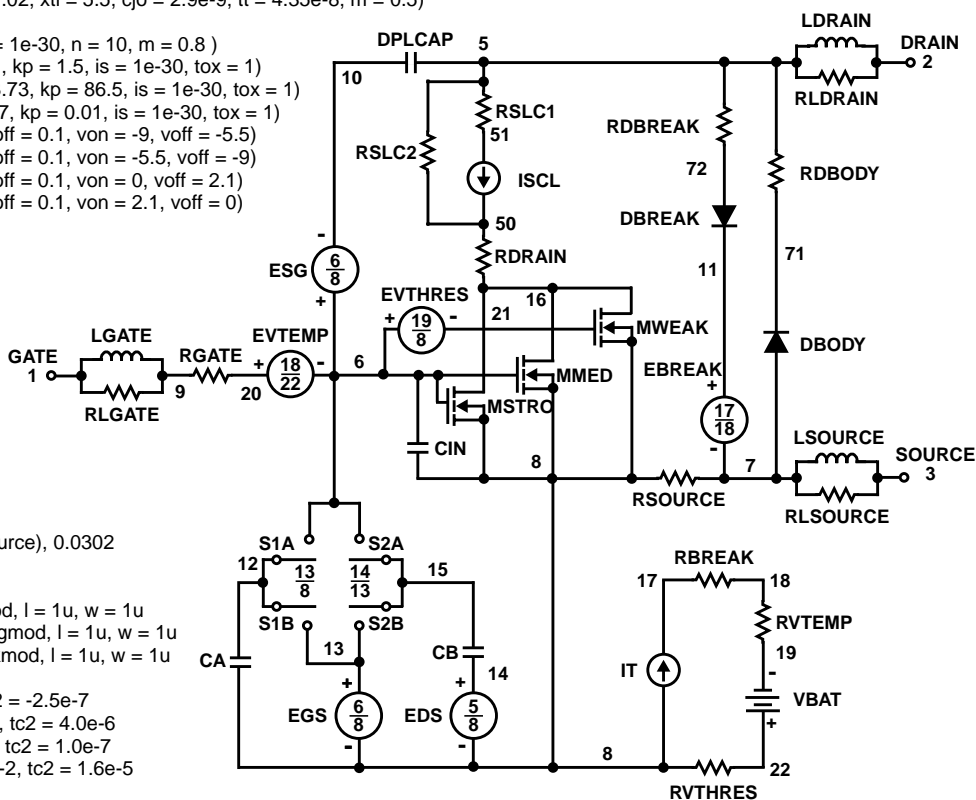 .02, xti = 5.5, cjo = 2.9e-9, tt = 4.35e-8, m = 0.5)
= 1e-30, n = 10, m = 0.8 )
, kp = 1.5, is = 1e-30, tox = 1)
.73, kp = 86.5, is = 1e-30, tox = 1)
7, kp = 0.01, is = 1e-30, tox = 1)
off = 0.1, von = -9, voff = -5.5)
off = 0.1, von = -5.5, voff = -9)
off = 0.1, von = 0, voff = 2.1)
off = 0.1, von = 2.1, voff = 0)
LDRAIN
DPLCAP 5 DRAIN
10 2
RSLC1 RLDRAIN
51 RDBREAK
RSLC2
72 RDBODY
ISCL
DBREAK
50
- 71
RDRAIN
ESG 6 8 11
+ EVTHRES 16
+ 19 8 - 21 MWEAK
LGATE EVTEMP DBODY
GATE RGATE + 18 22 - 6 EBREAK
1 MMED +
9 20 MSTRO 17 18
RLGATE -
LSOURCE
CIN 8 7 SOURCE
3
RSOURCE
RLSOURCE
urce), 0.0302
S1A S2A RBREAK
12 13 8 14 13 15 17 18
od, l = 1u, w = 1u
gmod, l = 1u, w = 1u S1B S2B RVTEMP
kmod, l = 1u, w = 1u 13 CB 19
CA IT 14 -
2 = -2.5e-7 + + VBAT
, tc2 = 4.0e-6 EGS 6 8 EDS 5 8 +
tc2 = 1.0e-7 - -
-2, tc2 = 1.6e-5 8 22
RVTHRES